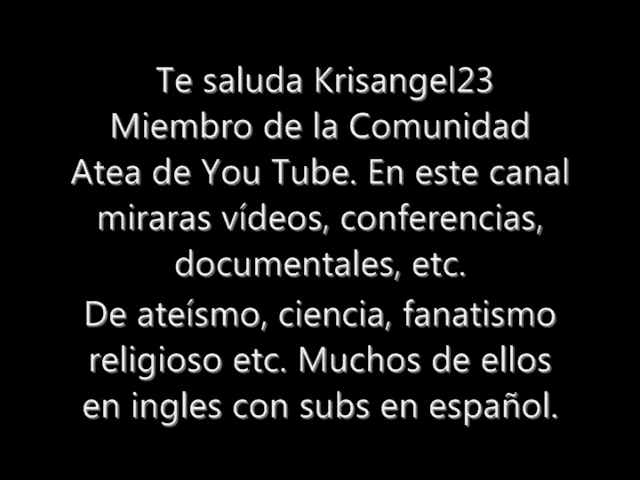 Te saluda Krisangel23
Miembro de la Comunidad
Atea de You Tube. En este canal
miraras vídeos, conferencias,
documentales, etc.
De ateísmo, ciencia, fanatismo
religioso etc. Muchos de ellos
en ingles con subs en español.